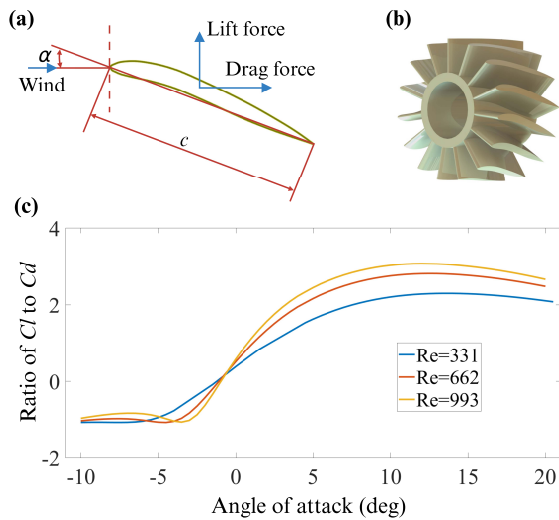 (a)
Lift force
α
Drag force
Wind
c
(b)
(c)
4
2
0
-2
Ratio of Cl to Cd
Re=331
Re=662
Re=993
-10
-5
0
5
10
15
20
Angle of attack (deg)